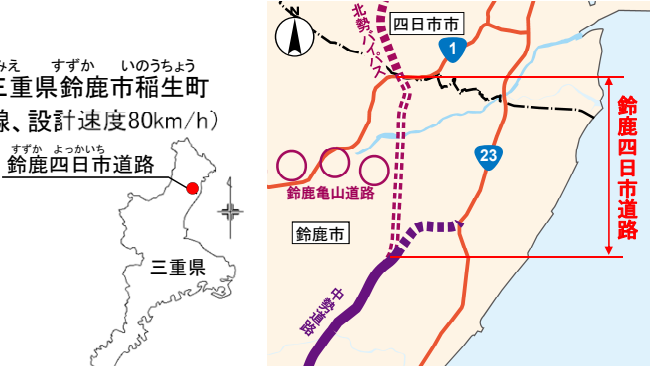 みえ すずか いのうちょう
三重県鈴鹿市稲生町
線、設計速度80km/h)
すずか よっかいち
鈴鹿四日市道路
三重県
N
北勢バイパス
四日市市
1
23
鈴鹿四日市道路
鈴鹿亀山道路
鈴鹿市
中勢道路